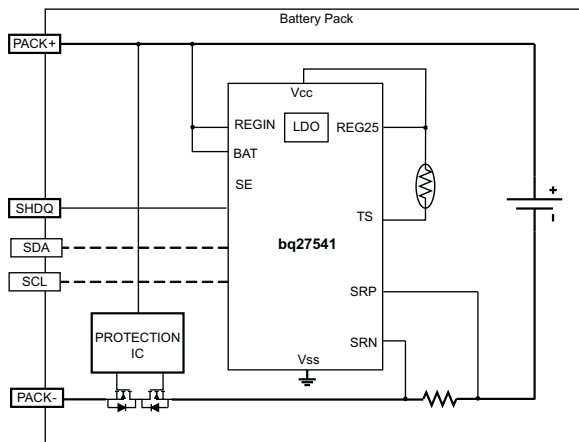 Battery Pack
PACK+
Vcc
REGIN
LDO
REG25
BAT
SE
SHDQ
TS
SDA
bq27541
SCL
SRP
PROTECTION
IC
SRN
Vss
PACK-
+
-